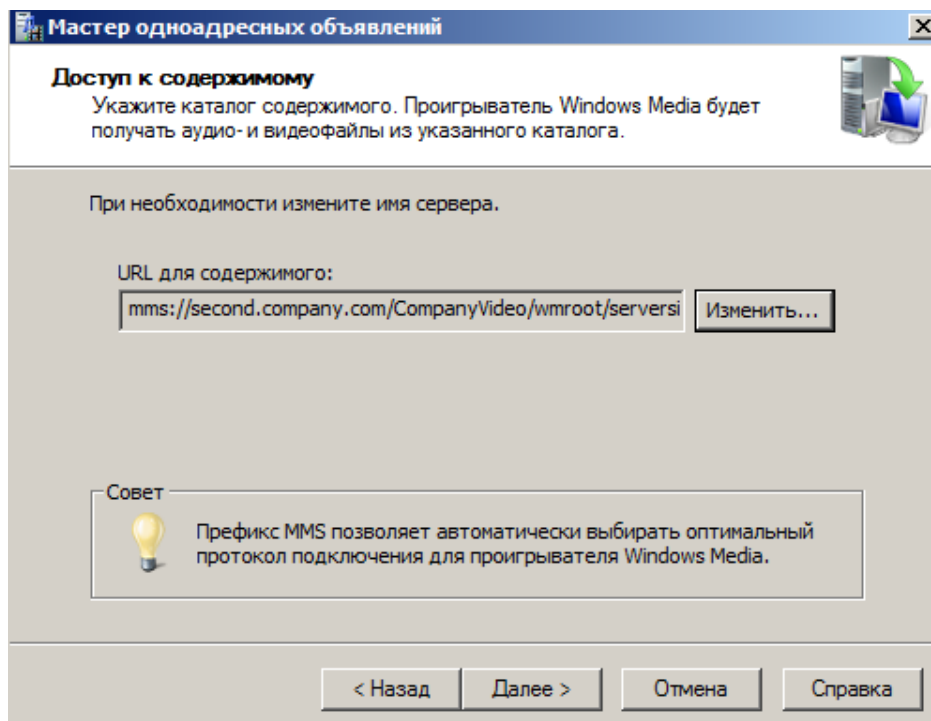 Мастер одноадресных объявлений
Доступ к содержимому
Укажите каталог содержимого. Проигрыватель Windows Media будет
получать аудио- и видеофайлы из указанного каталога.
При необходимости измените имя сервера.
URL для содержимого:
mms://second.company.com/CompanyVideo/wmroot/serversi
Изменить...
Совет
Префикс MMS позволяет автоматически выбирать оптимальный
протокол подключения для проигрывателя Windows Media.
< Назад
Далее >
Отмена
Справка